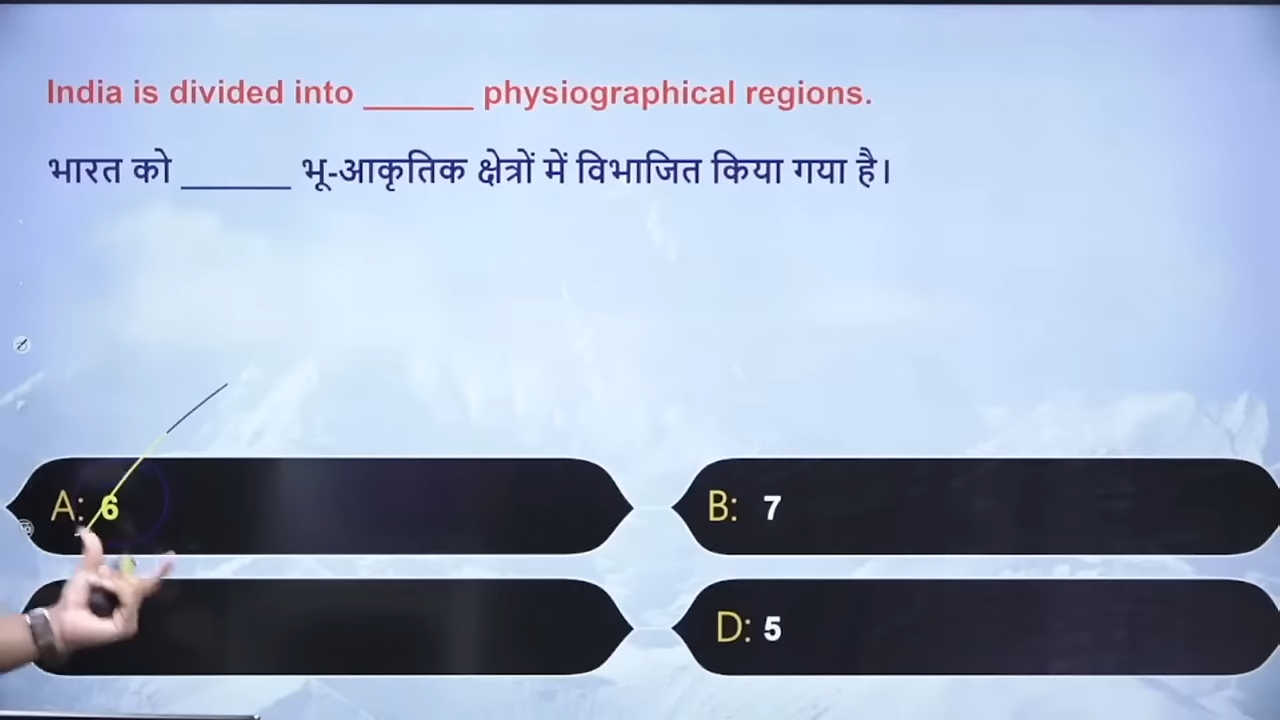 India is divided into ______ physiographical regions.
भारत को ______ भू-आकृतिक क्षेत्रों में विभाजित किया गया है।
A: 6
B: 7
D: 5